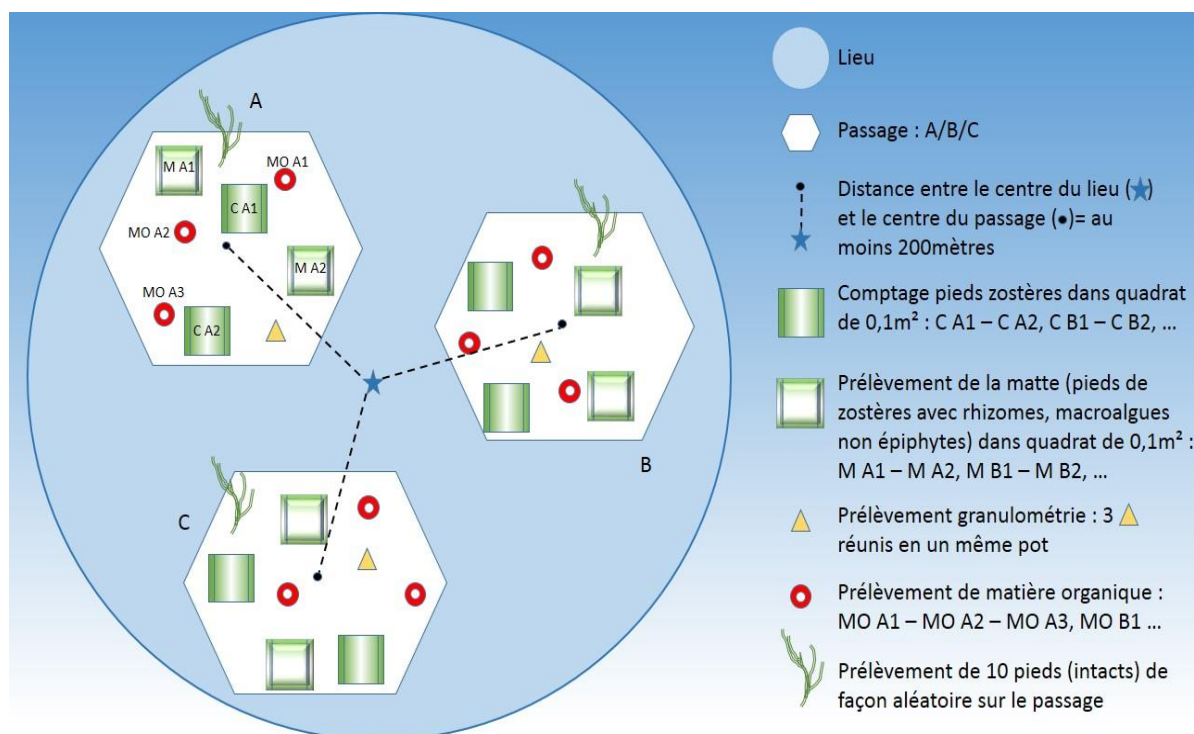 A
M A1
MO A1
C A1
MO A2
M A2
MO A3
C A2
B
C
Lieu
Passage : A/B/C
Distance entre le centre du lieu (★)
et le centre du passage (•)= au
moins 200mètres
Comptage pieds zostères dans quadrat
de 0,1m² : C A1 – C A2, C B1 – C B2, ...
Prélèvement de la matte (pieds de
zostères avec rhizomes, macroalgues
non épiphytes) dans quadrat de 0,1m² :
M A1 – M A2, M B1 – M B2, ...
Prélèvement granulométrie : 3
réunis en un même pot
Prélèvement de matière organique :
MO A1 – MO A2 – MO A3, MO B1 ...
Prélèvement de 10 pieds (intacts) de
façon aléatoire sur le passage